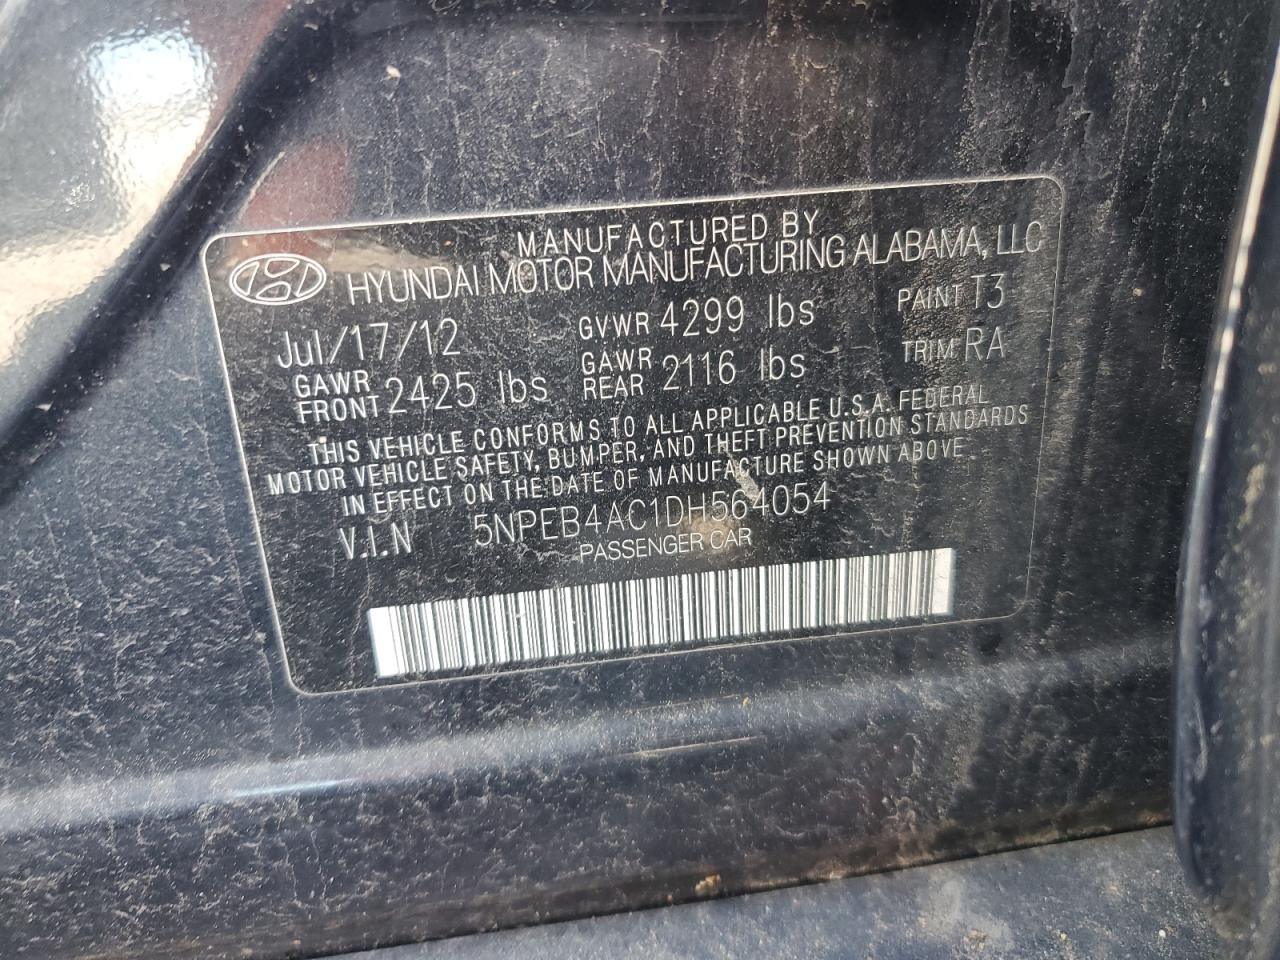 MANUFACTURED BY
HYUNDAI MOTOR MANUFACTURING ALABAMA, LLC
Jul/17/12 GVWR 4299 lbs PAINT T3
GAWR FRONT 2425 lbs GAWR REAR 2116 lbs TRIM RA
THIS VEHICLE CONFORMS TO ALL APPLICABLE U.S.A. FEDERAL
MOTOR VEHICLE SAFETY, BUMPER, AND THEFT PREVENTION STANDARDS
IN EFFECT ON THE DATE OF MANUFACTURE SHOWN ABOVE.
V.I.N 5NPEB4AC1DH564054
PASSENGER CAR